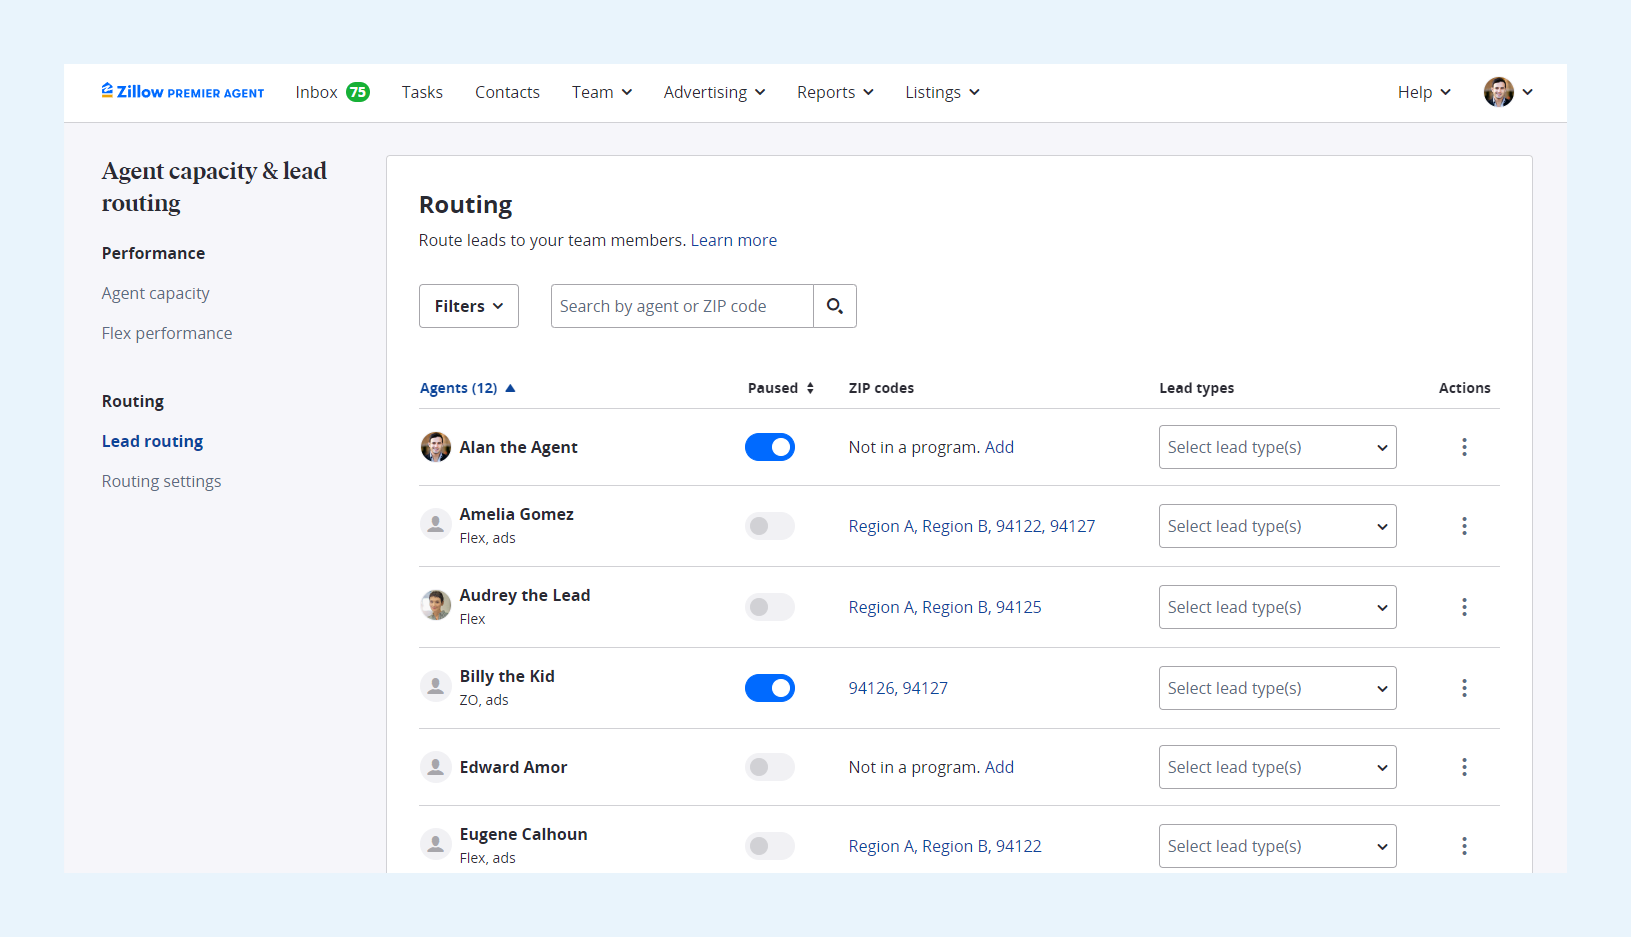 Zillow PREMIER AGENT Inbox 75 Tasks Contacts Team Advertising Reports Listings Help
Agent capacity & lead
routing
Performance
Agent capacity
Flex performance
Routing
Lead routing
Routing settings
Routing
Route leads to your team members. Learn more
Filters Search by agent or ZIP code
Agents (12) Paused ZIP codes Lead types Actions
Alan the Agent Not in a program. Add Select lead type(s)
Amelia Gomez
Flex, ads
Region A, Region B, 94122, 94127 Select lead type(s)
Audrey the Lead
Flex
Region A, Region B, 94125 Select lead type(s)
Billy the Kid
ZO, ads
94126, 94127 Select lead type(s)
Edward Amor Not in a program. Add Select lead type(s)
Eugene Calhoun
Flex, ads
Region A, Region B, 94122 Select lead type(s)